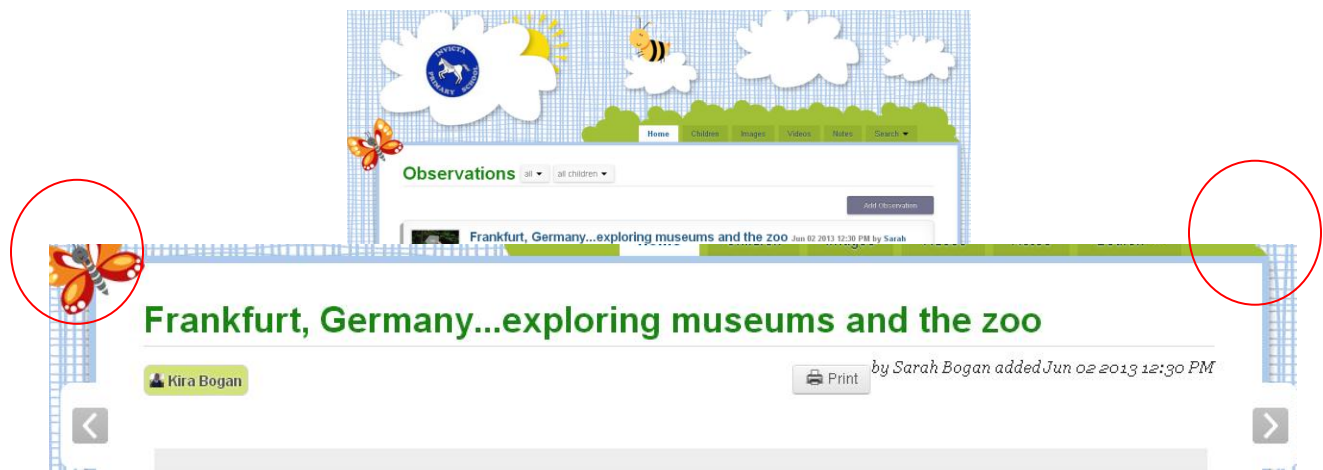 INVICTA
PRIMARY SCHOOL
Home Children Images Videos Notes Search
Observations all all children
Add Observation
Frankfurt, Germany...exploring museums and the zoo Jun 02 2013 12:30 PM by Sarah
Frankfurt, Germany...exploring museums and the zoo
by Sarah Bogan added Jun 02 2013 12:30 PM
Kira Bogan Print